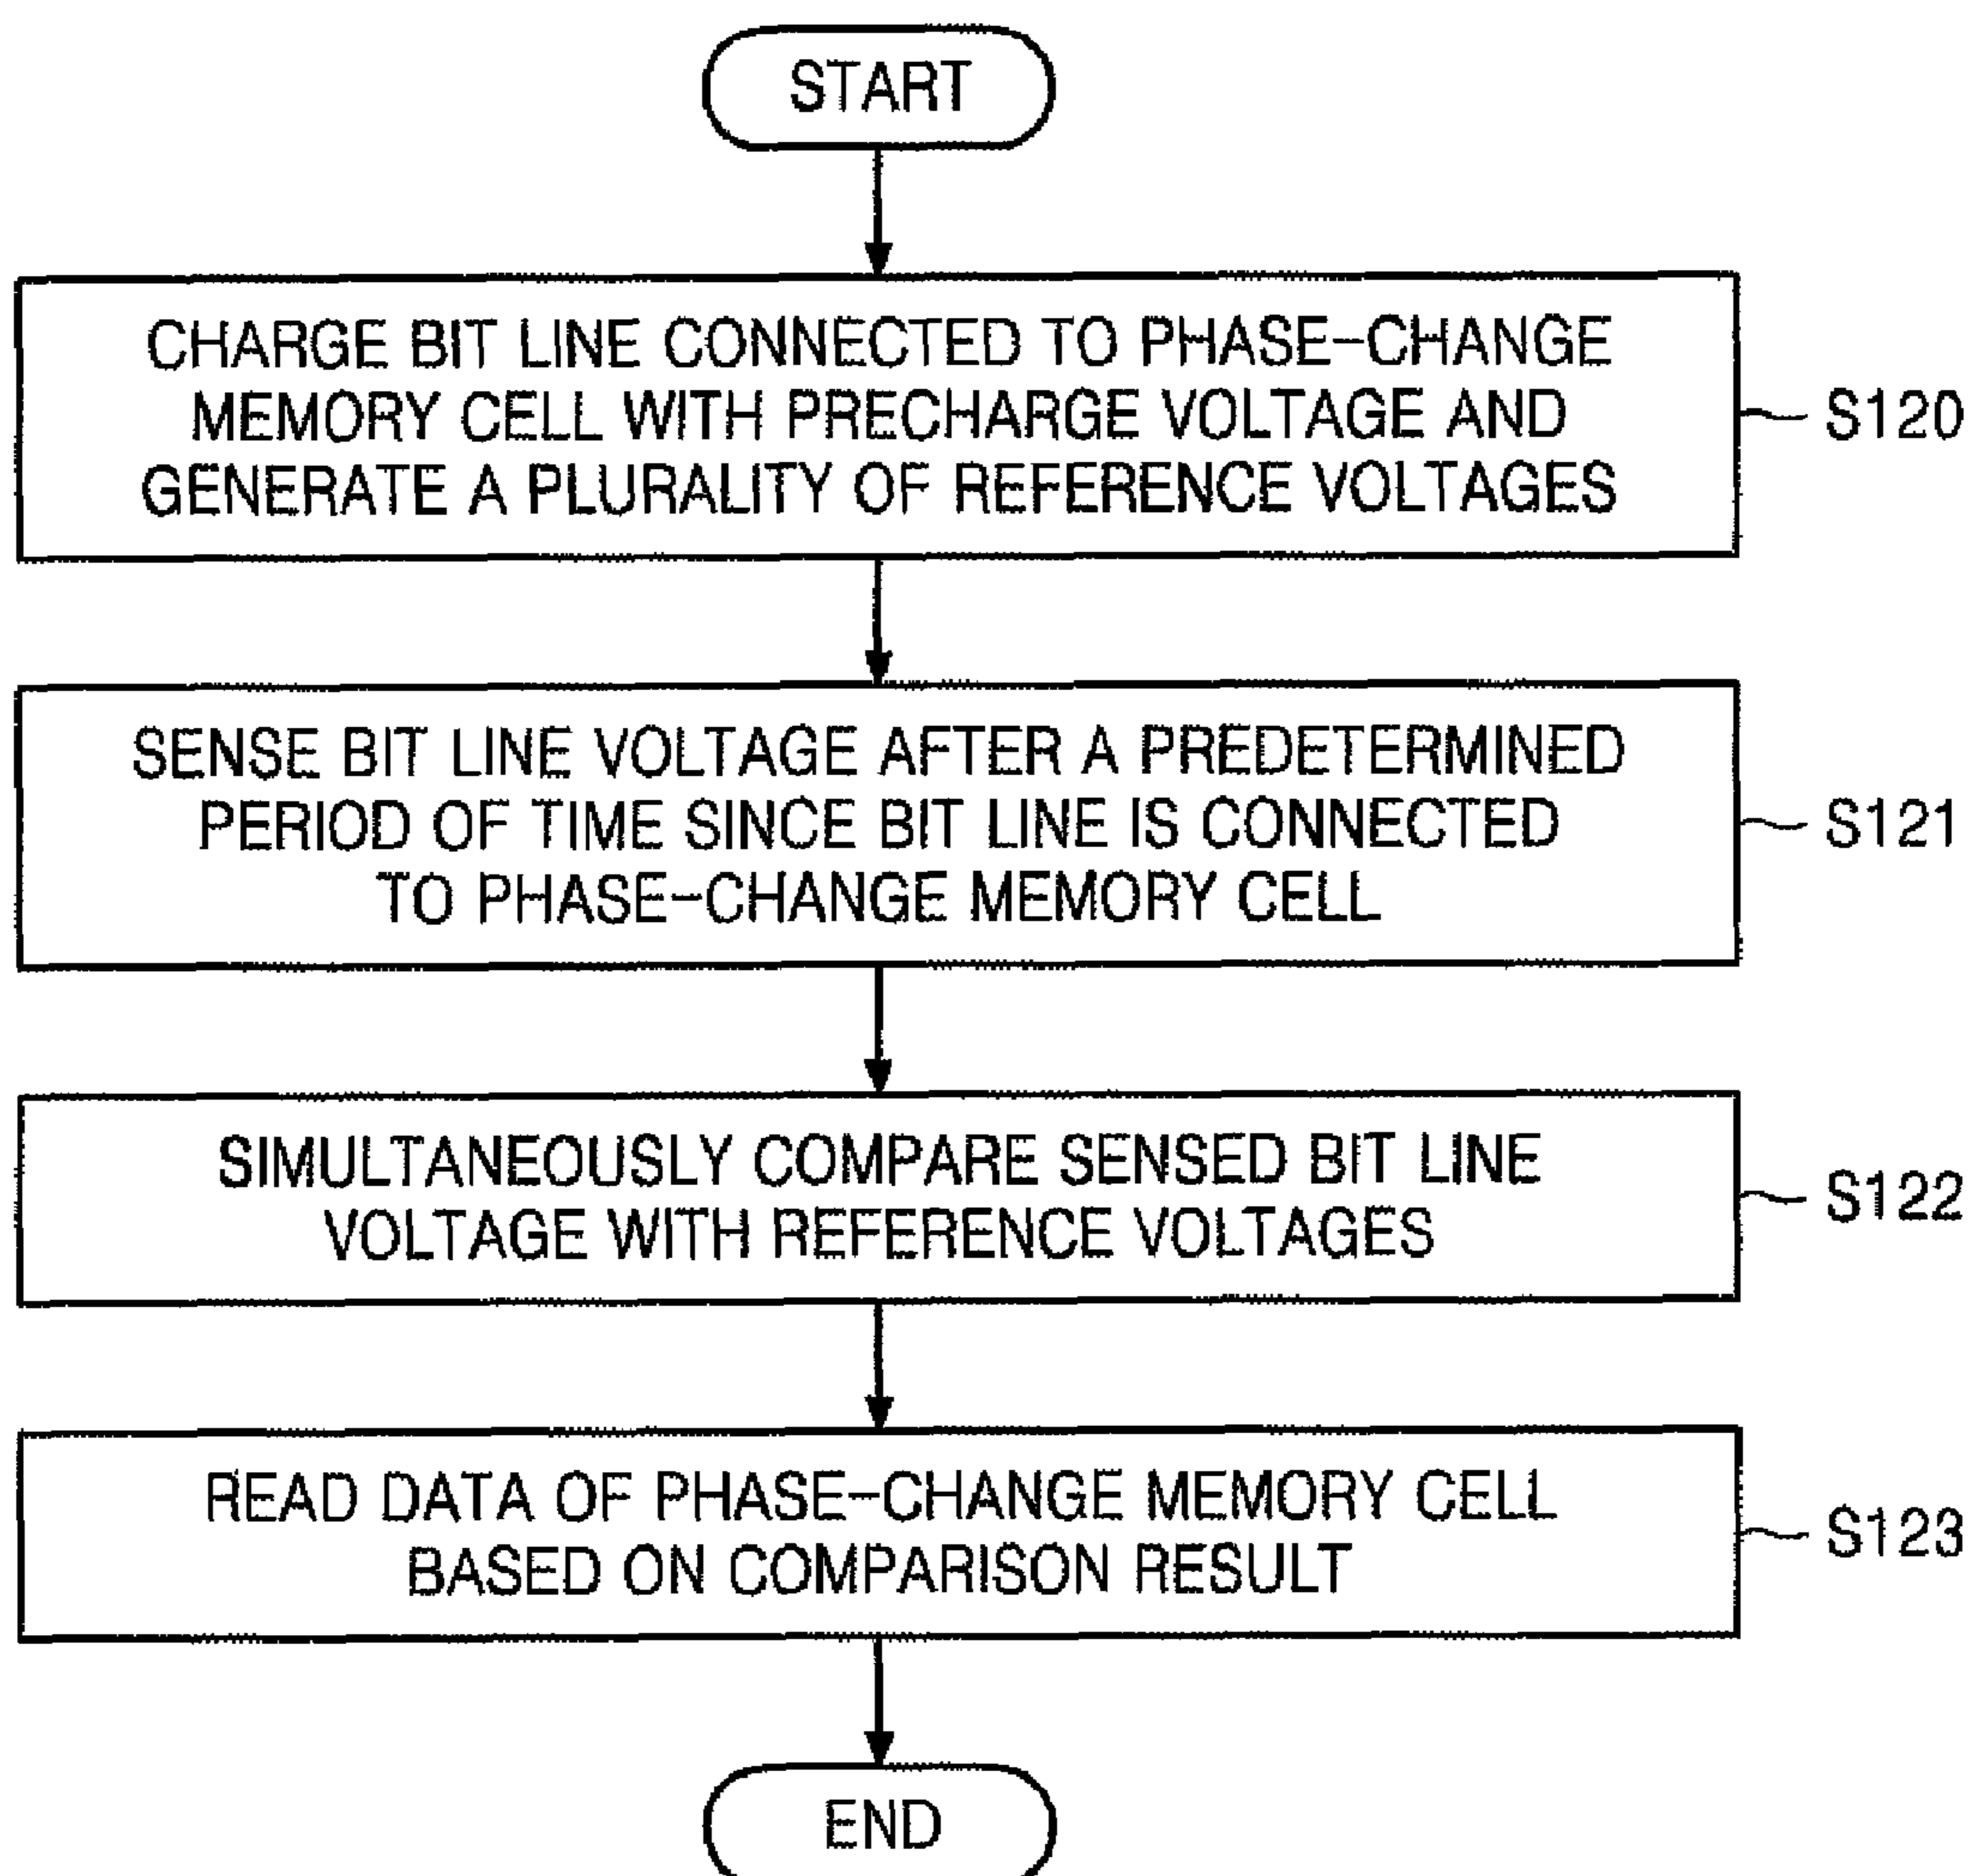 START
CHARGE BIT LINE CONNECTED TO PHASE-CHANGE
MEMORY CELL WITH PRECHARGE VOLTAGE AND
GENERATE A PLURALITY OF REFERENCE VOLTAGES
S120
SENSE BIT LINE VOLTAGE AFTER A PREDETERMINED
PERIOD OF TIME SINCE BIT LINE IS CONNECTED
TO PHASE-CHANGE MEMORY CELL
S121
SIMULTANEOUSLY COMPARE SENSED BIT LINE
VOLTAGE WITH REFERENCE VOLTAGES
S122
READ DATA OF PHASE-CHANGE MEMORY CELL
BASED ON COMPARISON RESULT
S123
END